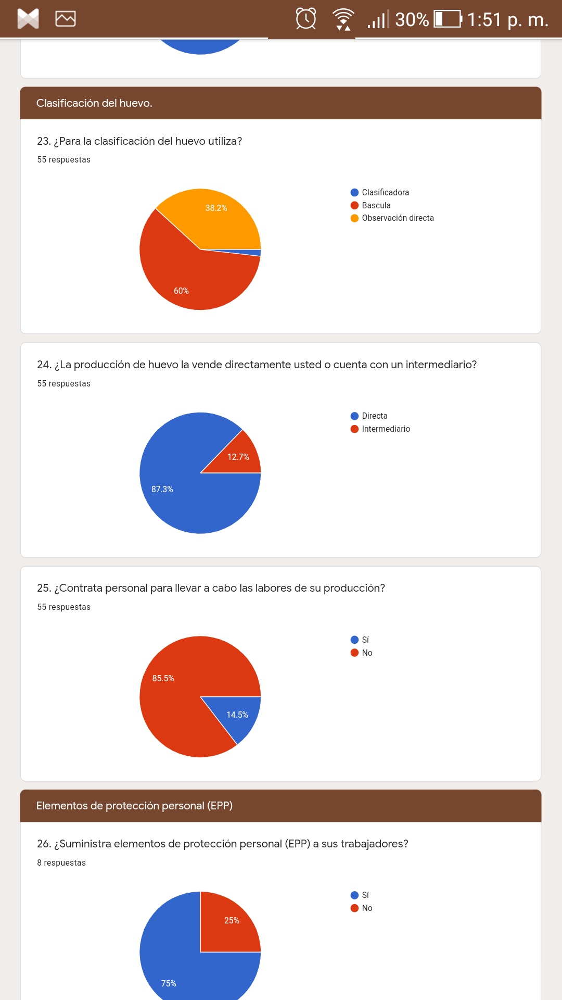 30% 1:51 p. m.
Clasificación del huevo.
23. ¿Para la clasificación del huevo utiliza?
55 respuestas
Clasificadora
Bascula
Observación directa
38.2%
60%
24. ¿La producción de huevo la vende directamente usted o cuenta con un intermediario?
55 respuestas
Directa
Intermediario
12.7%
87.3%
25. ¿Contrata personal para llevar a cabo las labores de su producción?
55 respuestas
Sí
No
85.5%
14.5%
Elementos de protección personal (EPP)
26. ¿Suministra elementos de protección personal (EPP) a sus trabajadores?
8 respuestas
Sí
No
25%
75%